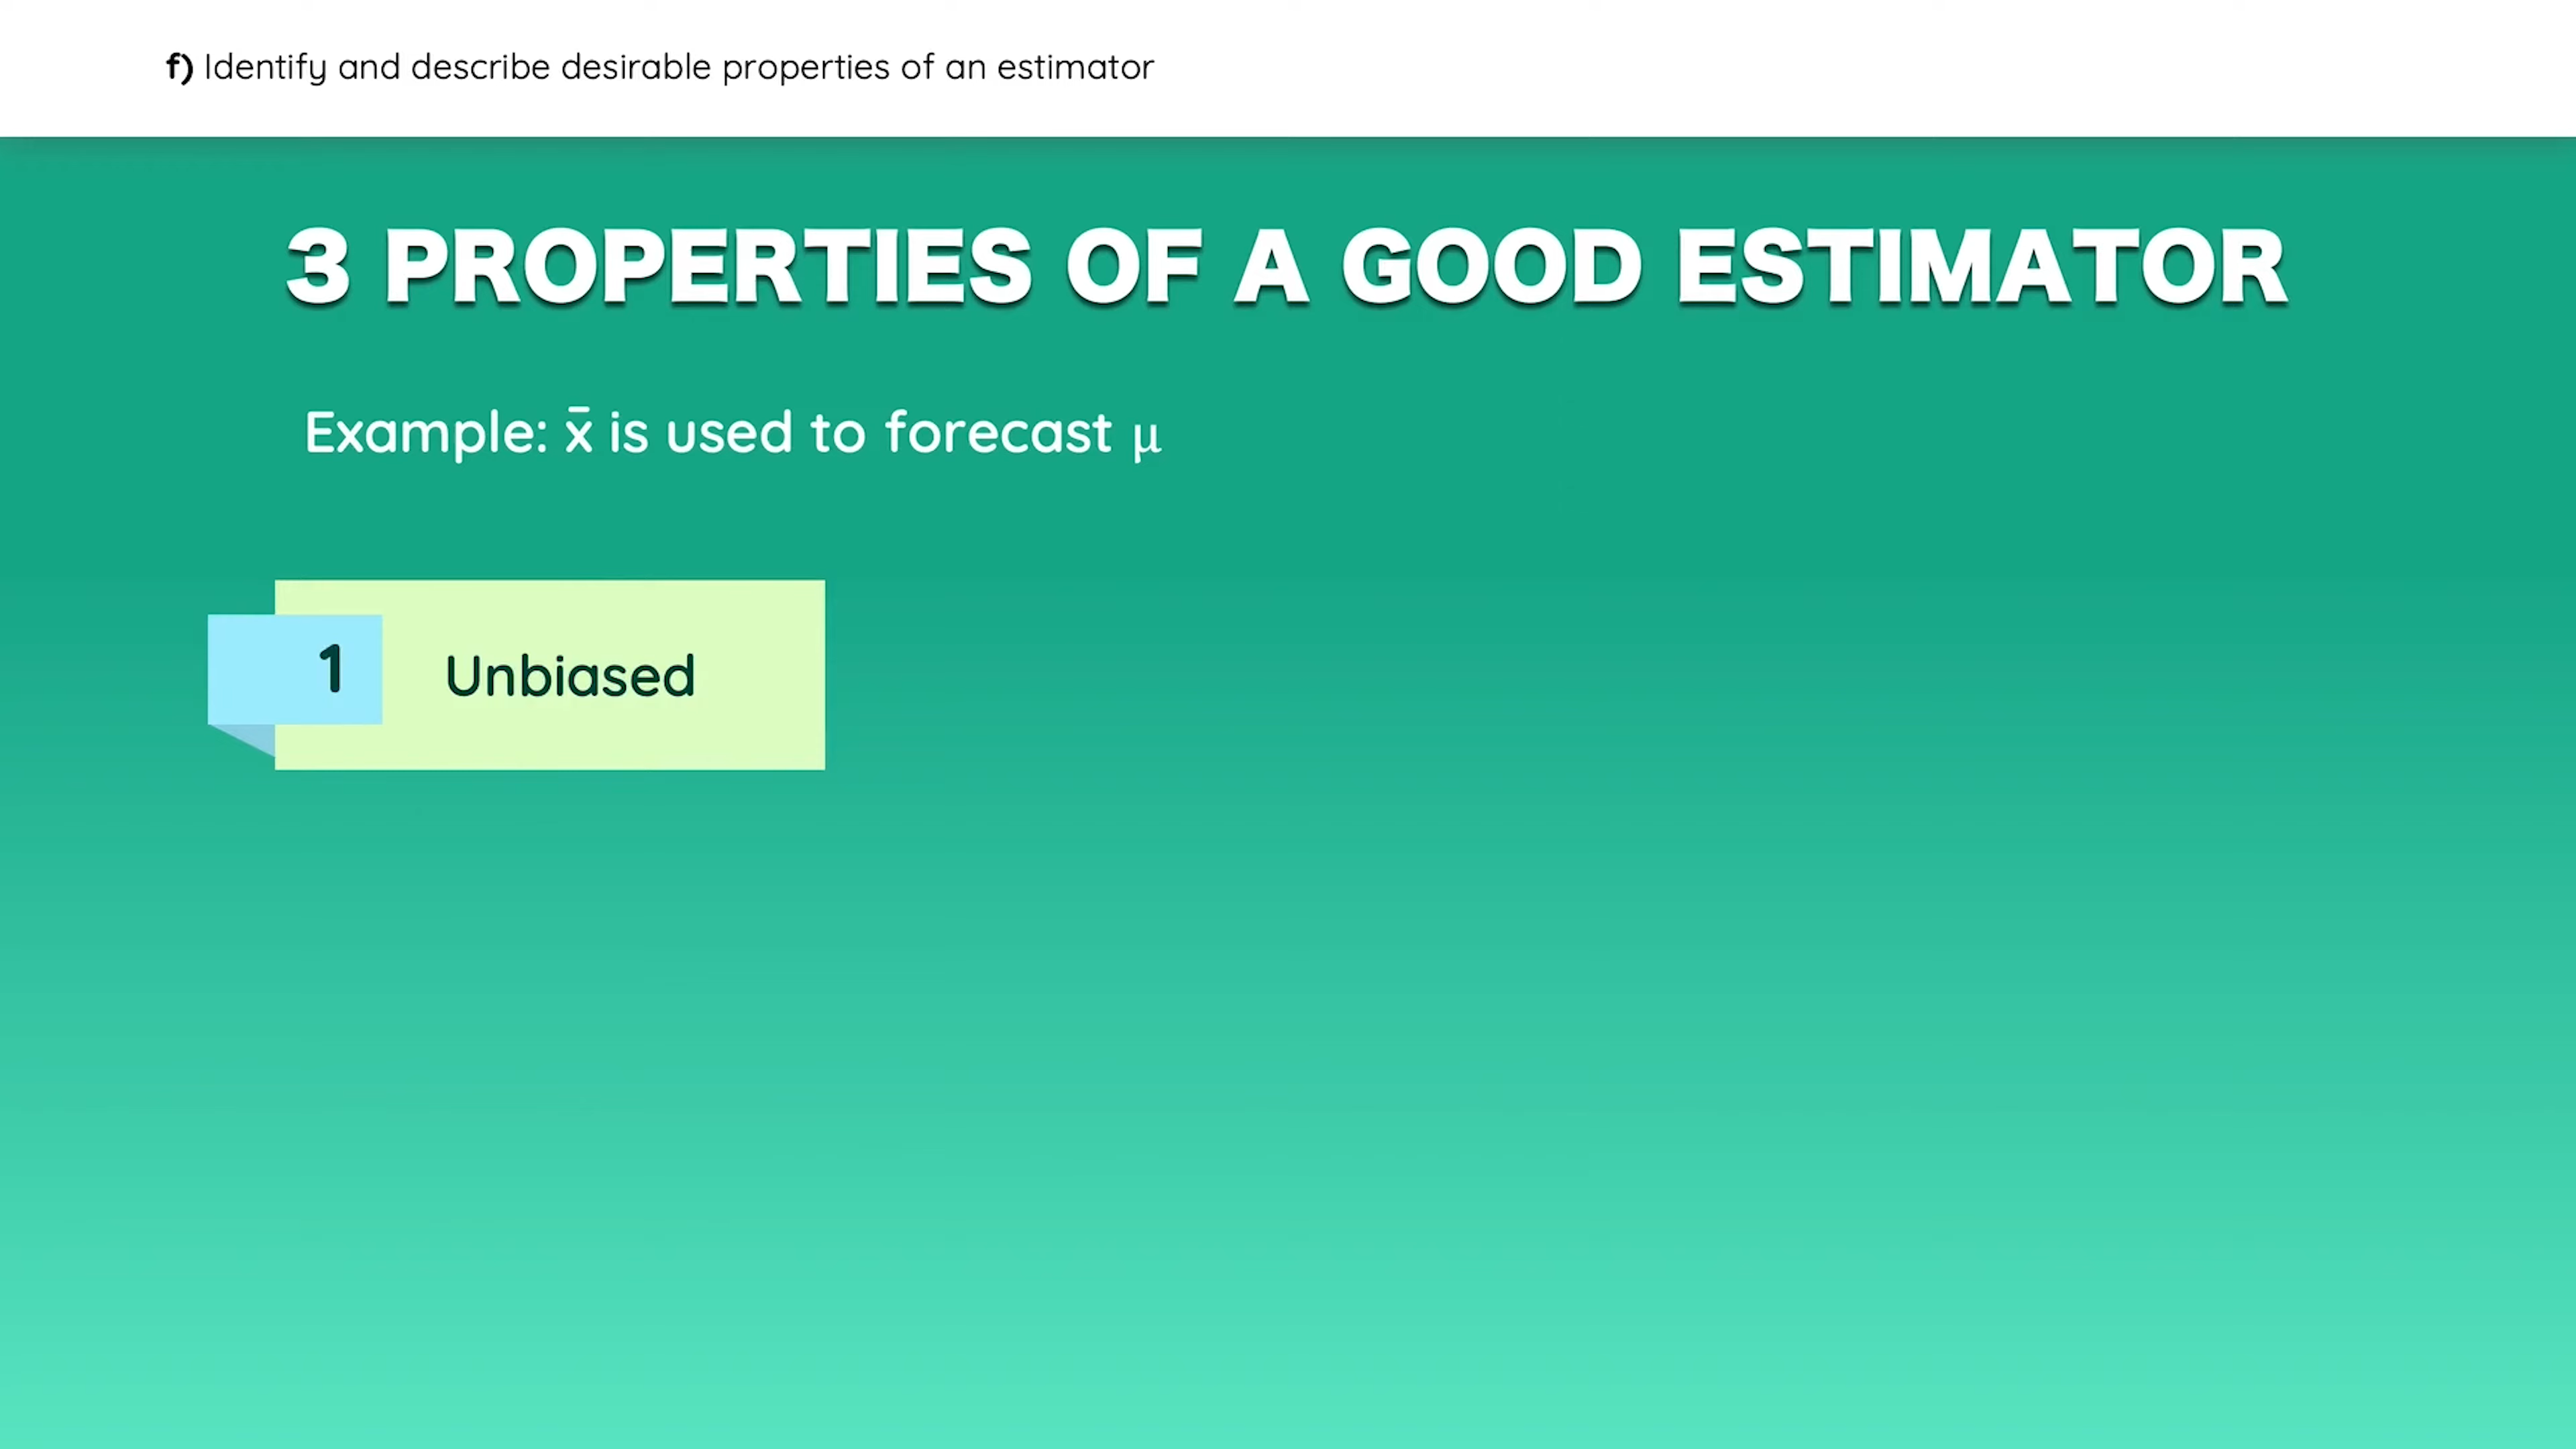 f) Identify and describe desirable properties of an estimator
3 PROPERTIES OF A GOOD ESTIMATOR
Example: x̄ is used to forecast μ
1
Unbiased